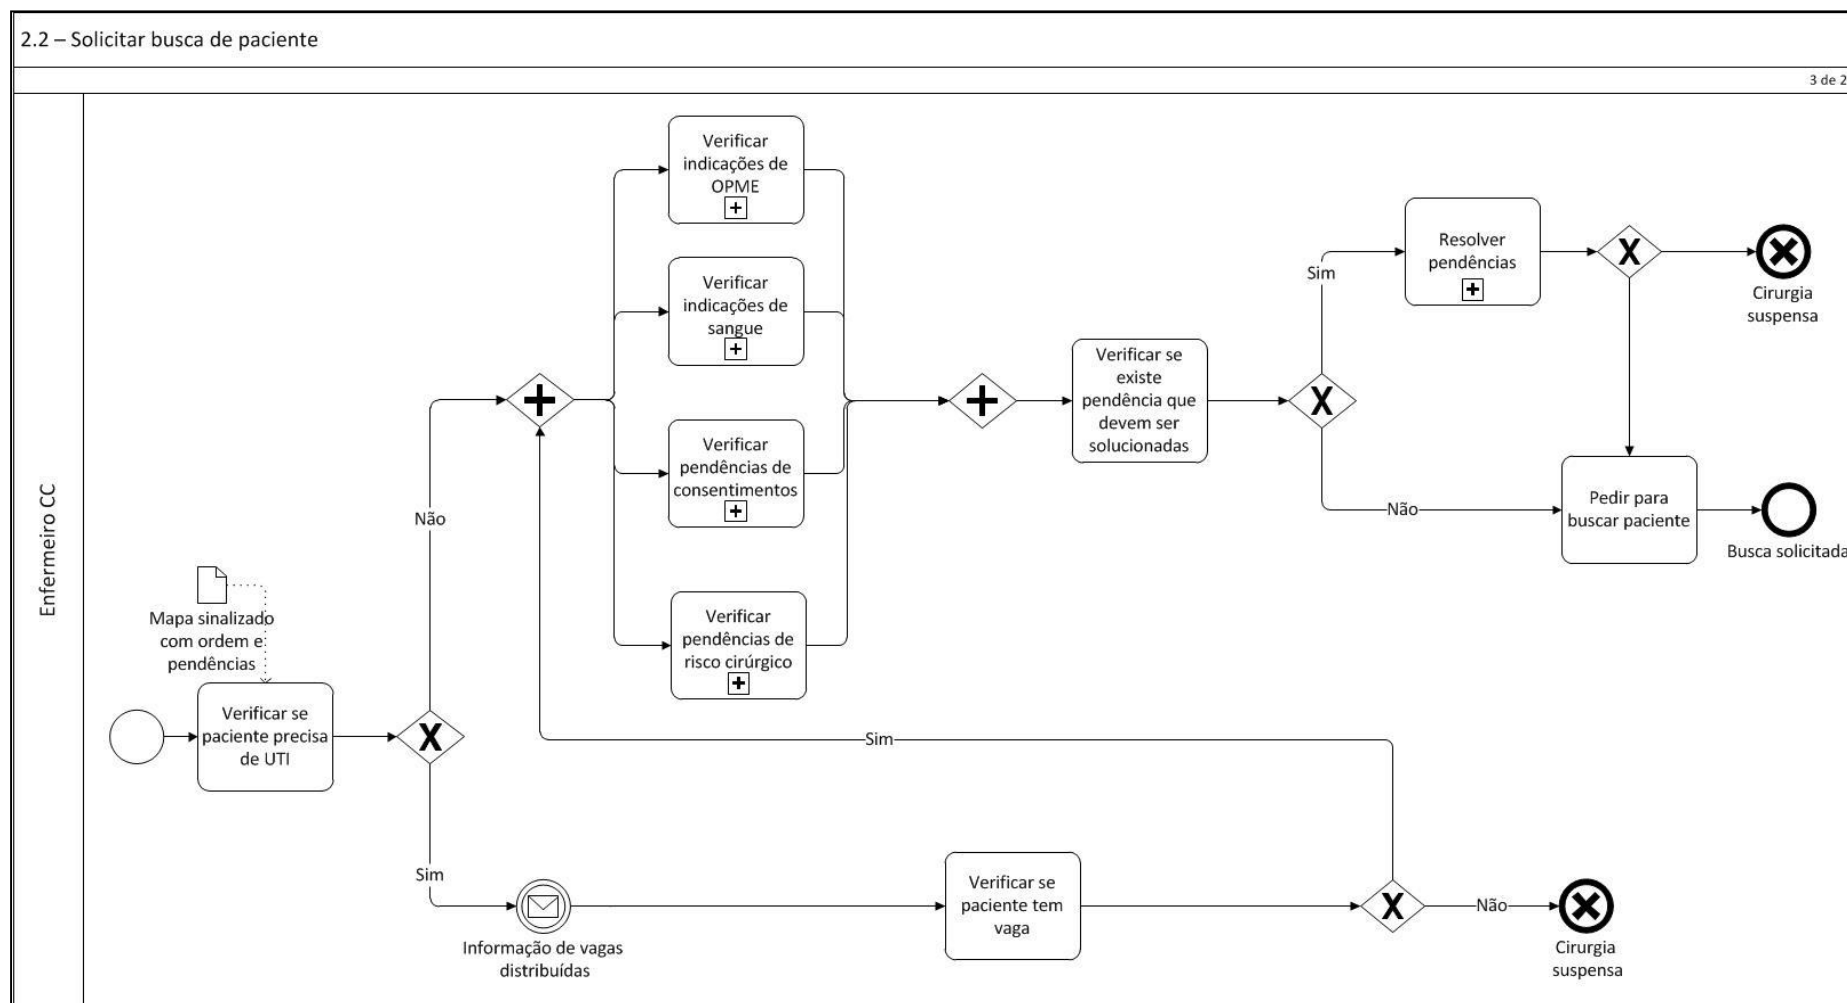 2.2 – Solicitar busca de paciente
3 de 2
Enfermeiro CC
Verificar
indicações de
OPME
Verificar
indicações de
sangue
Verificar
pendências de
consentimentos
Verificar
pendências de
risco cirúrgico
Verificar se
existe
pendência que
devem ser
solucionadas
Sim
Resolver
pendências
Cirurgia
suspensa
Não
Pedir para
buscar paciente
Busca solicitada
Não
Mapa sinalizado
com ordem e
pendências
Verificar se
paciente precisa
de UTI
Sim
Sim
Informação de vagas
distribuídas
Verificar se
paciente tem
vaga
Não
Cirurgia
suspensa